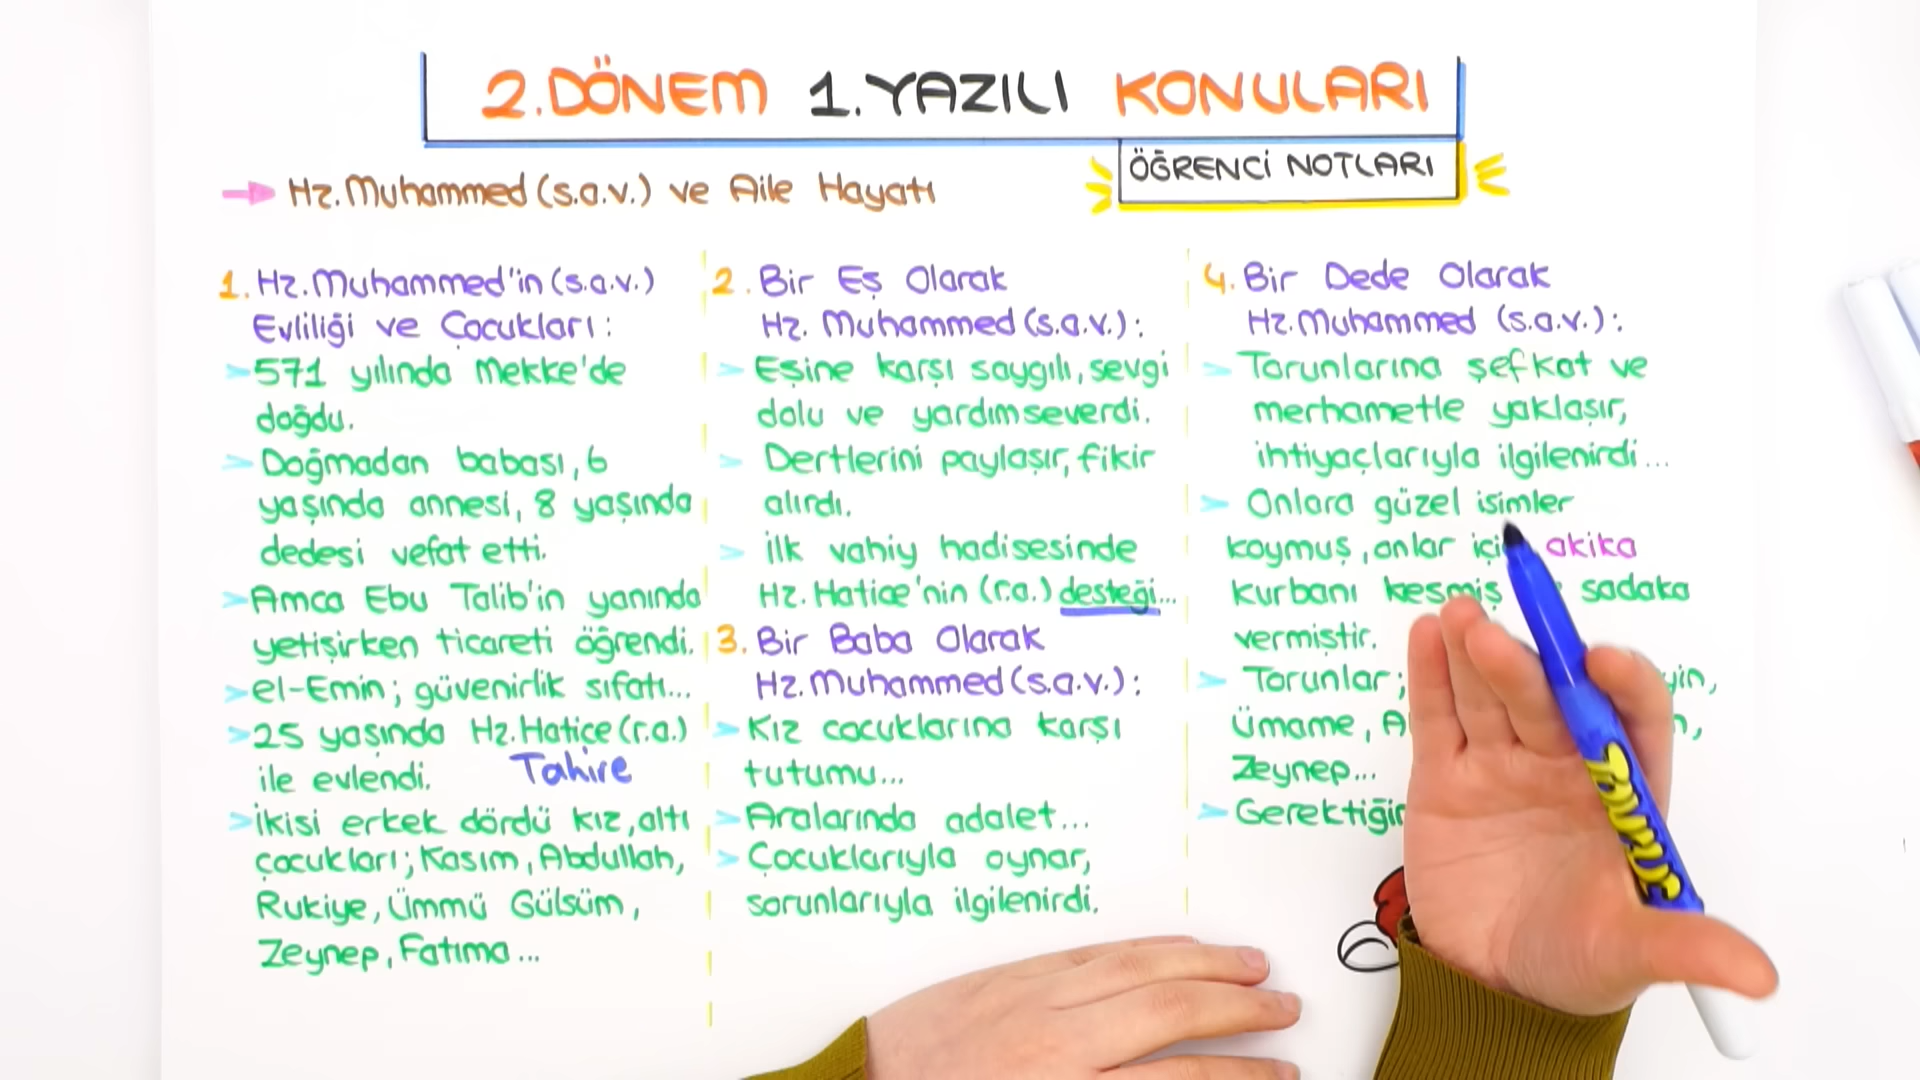 2.DÖNEM 1.YAZILI KONULARI
ÖĞRENCİ NOTLARI
Hz.Muhammed (s.a.v.) ve Aile Hayatı
1. Hz.Muhammed'in (s.a.v.)
Evliliği ve Çocukları:
571 yılında Mekke'de
doğdu.
Doğmadan babası, 6
yaşında annesi, 8 yaşında
dedesi vefat etti.
Amca Ebu Talib'in yanında
yetişirken ticareti öğrendi.
el-Emin; güvenirlik sıfatı...
25 yaşında Hz.Hatice (r.a.)
ile evlendi. Tahire
İkisi erkek dördü kız, altı
çocukları; Kasım, Abdullah,
Rukiye, Ümmü Gülsüm,
Zeynep, Fatıma...
2. Bir Eş Olarak
Hz. Muhammed (s.a.v.):
Eşine karşı saygılı, sevgi
dolu ve yardımseverdi.
Dertlerini paylaşır, fikir
alırdı.
İlk vahiy hadisesinde
Hz.Hatice'nin (r.a.) desteği...
3. Bir Baba Olarak
Hz.Muhammed (s.a.v.):
Kız cocuklarına karşı
tutumu...
Aralarında adalet...
Çocuklarıyla oynar,
sorunlarıyla ilgilenirdi.
4. Bir Dede Olarak
Hz.Muhammed (s.a.v.):
Torunlarına şefkat ve
merhametle yaklaşır,
ihtiyaçlarıyla ilgilenirdi...
Onlara güzel isimler
koymuş, onlar akika
kurbanı kesmiş sadaka
vermiştir.
Torunlar;
Ümame,
Zeynep...